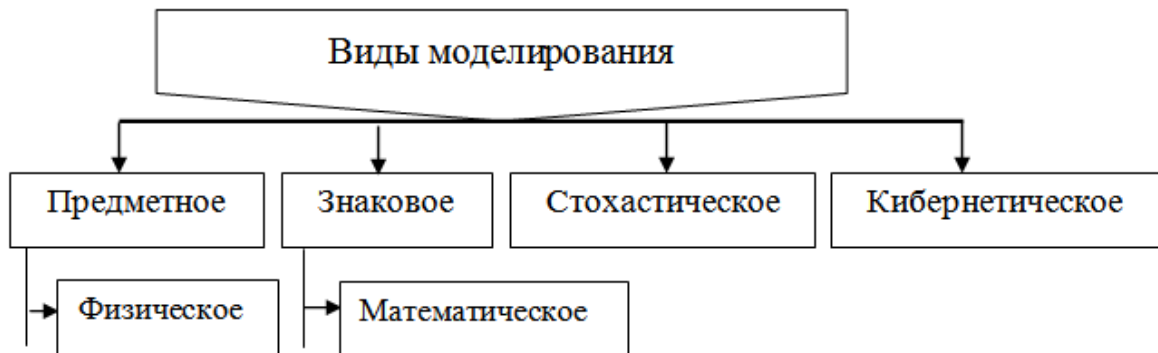 Виды моделирования
Предметное
Знаковое
Стохастическое
Кибернетическое
Физическое
Математическое